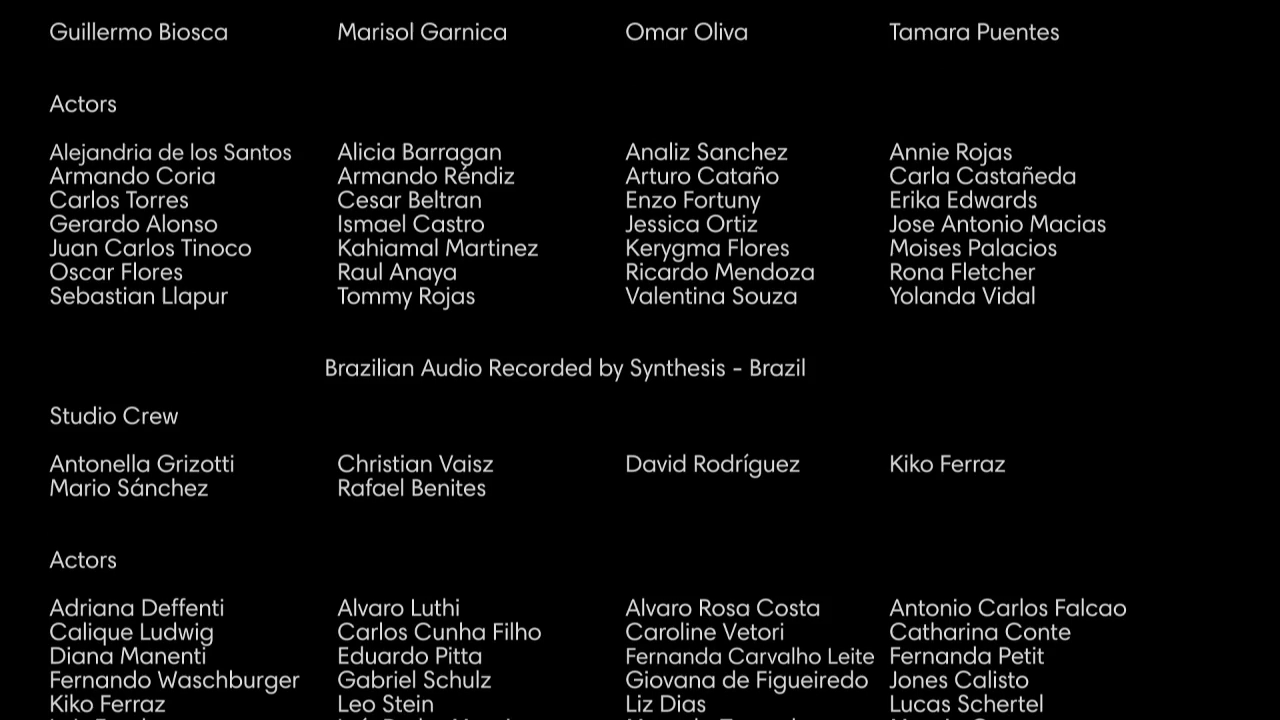 Guillermo Biosca Marisol Garnica Omar Oliva Tamara Puentes
Actors
Alejandria de los Santos Alicia Barragan Analiz Sanchez Annie Rojas
Armando Coria Armando Réndiz Arturo Cataño Carla Castañeda
Carlos Torres Cesar Beltran Enzo Fortuny Erika Edwards
Gerardo Alonso Ismael Castro Jessica Ortiz Jose Antonio Macias
Juan Carlos Tinoco Kahiamal Martinez Kerygma Flores Moises Palacios
Oscar Flores Raul Anaya Ricardo Mendoza Rona Fletcher
Sebastian Llapur Tommy Rojas Valentina Souza Yolanda Vidal
Brazilian Audio Recorded by Synthesis - Brazil
Studio Crew
Antonella Grizotti Christian Vaisz David Rodríguez Kiko Ferraz
Mario Sánchez Rafael Benites
Actors
Adriana Deffenti Alvaro Luthi Alvaro Rosa Costa Antonio Carlos Falcao
Calique Ludwig Carlos Cunha Filho Caroline Vetori Catharina Conte
Diana Manenti Eduardo Pitta Fernanda Carvalho Leite Fernanda Petit
Fernando Waschburger Gabriel Schulz Giovana de Figueiredo Jones Calisto
Kiko Ferraz Leo Stein Liz Dias Lucas Schertel